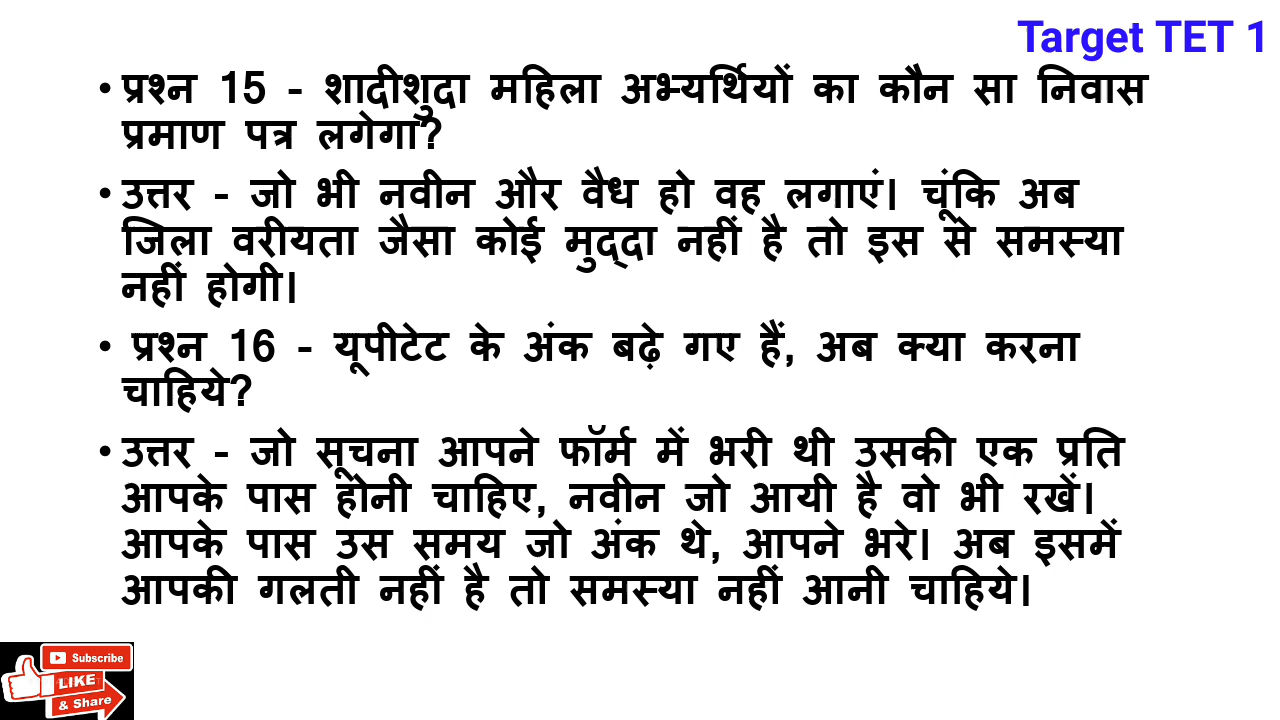 Target TET 1
• प्रश्न 15 - शादीशुदा महिला अभ्यर्थियों का कौन सा निवास
प्रमाण पत्र लगेगा?
• उत्तर - जो भी नवीन और वैध हो वह लगाएं। चूंकि अब
जिला वरीयता जैसा कोई मुद्दा नहीं है तो इस से समस्या
नहीं होगी।
• प्रश्न 16 - यूपीटेट के अंक बढ़े गए हैं, अब क्या करना
चाहिये?
• उत्तर - जो सूचना आपने फॉर्म में भरी थी उसकी एक प्रति
आपके पास होनी चाहिए, नवीन जो आयी है वो भी रखें।
आपके पास उस समय जो अंक थे, आपने भरे। अब इसमें
आपकी गलती नहीं है तो समस्या नहीं आनी चाहिये।
Subscribe
LIKE
& Share